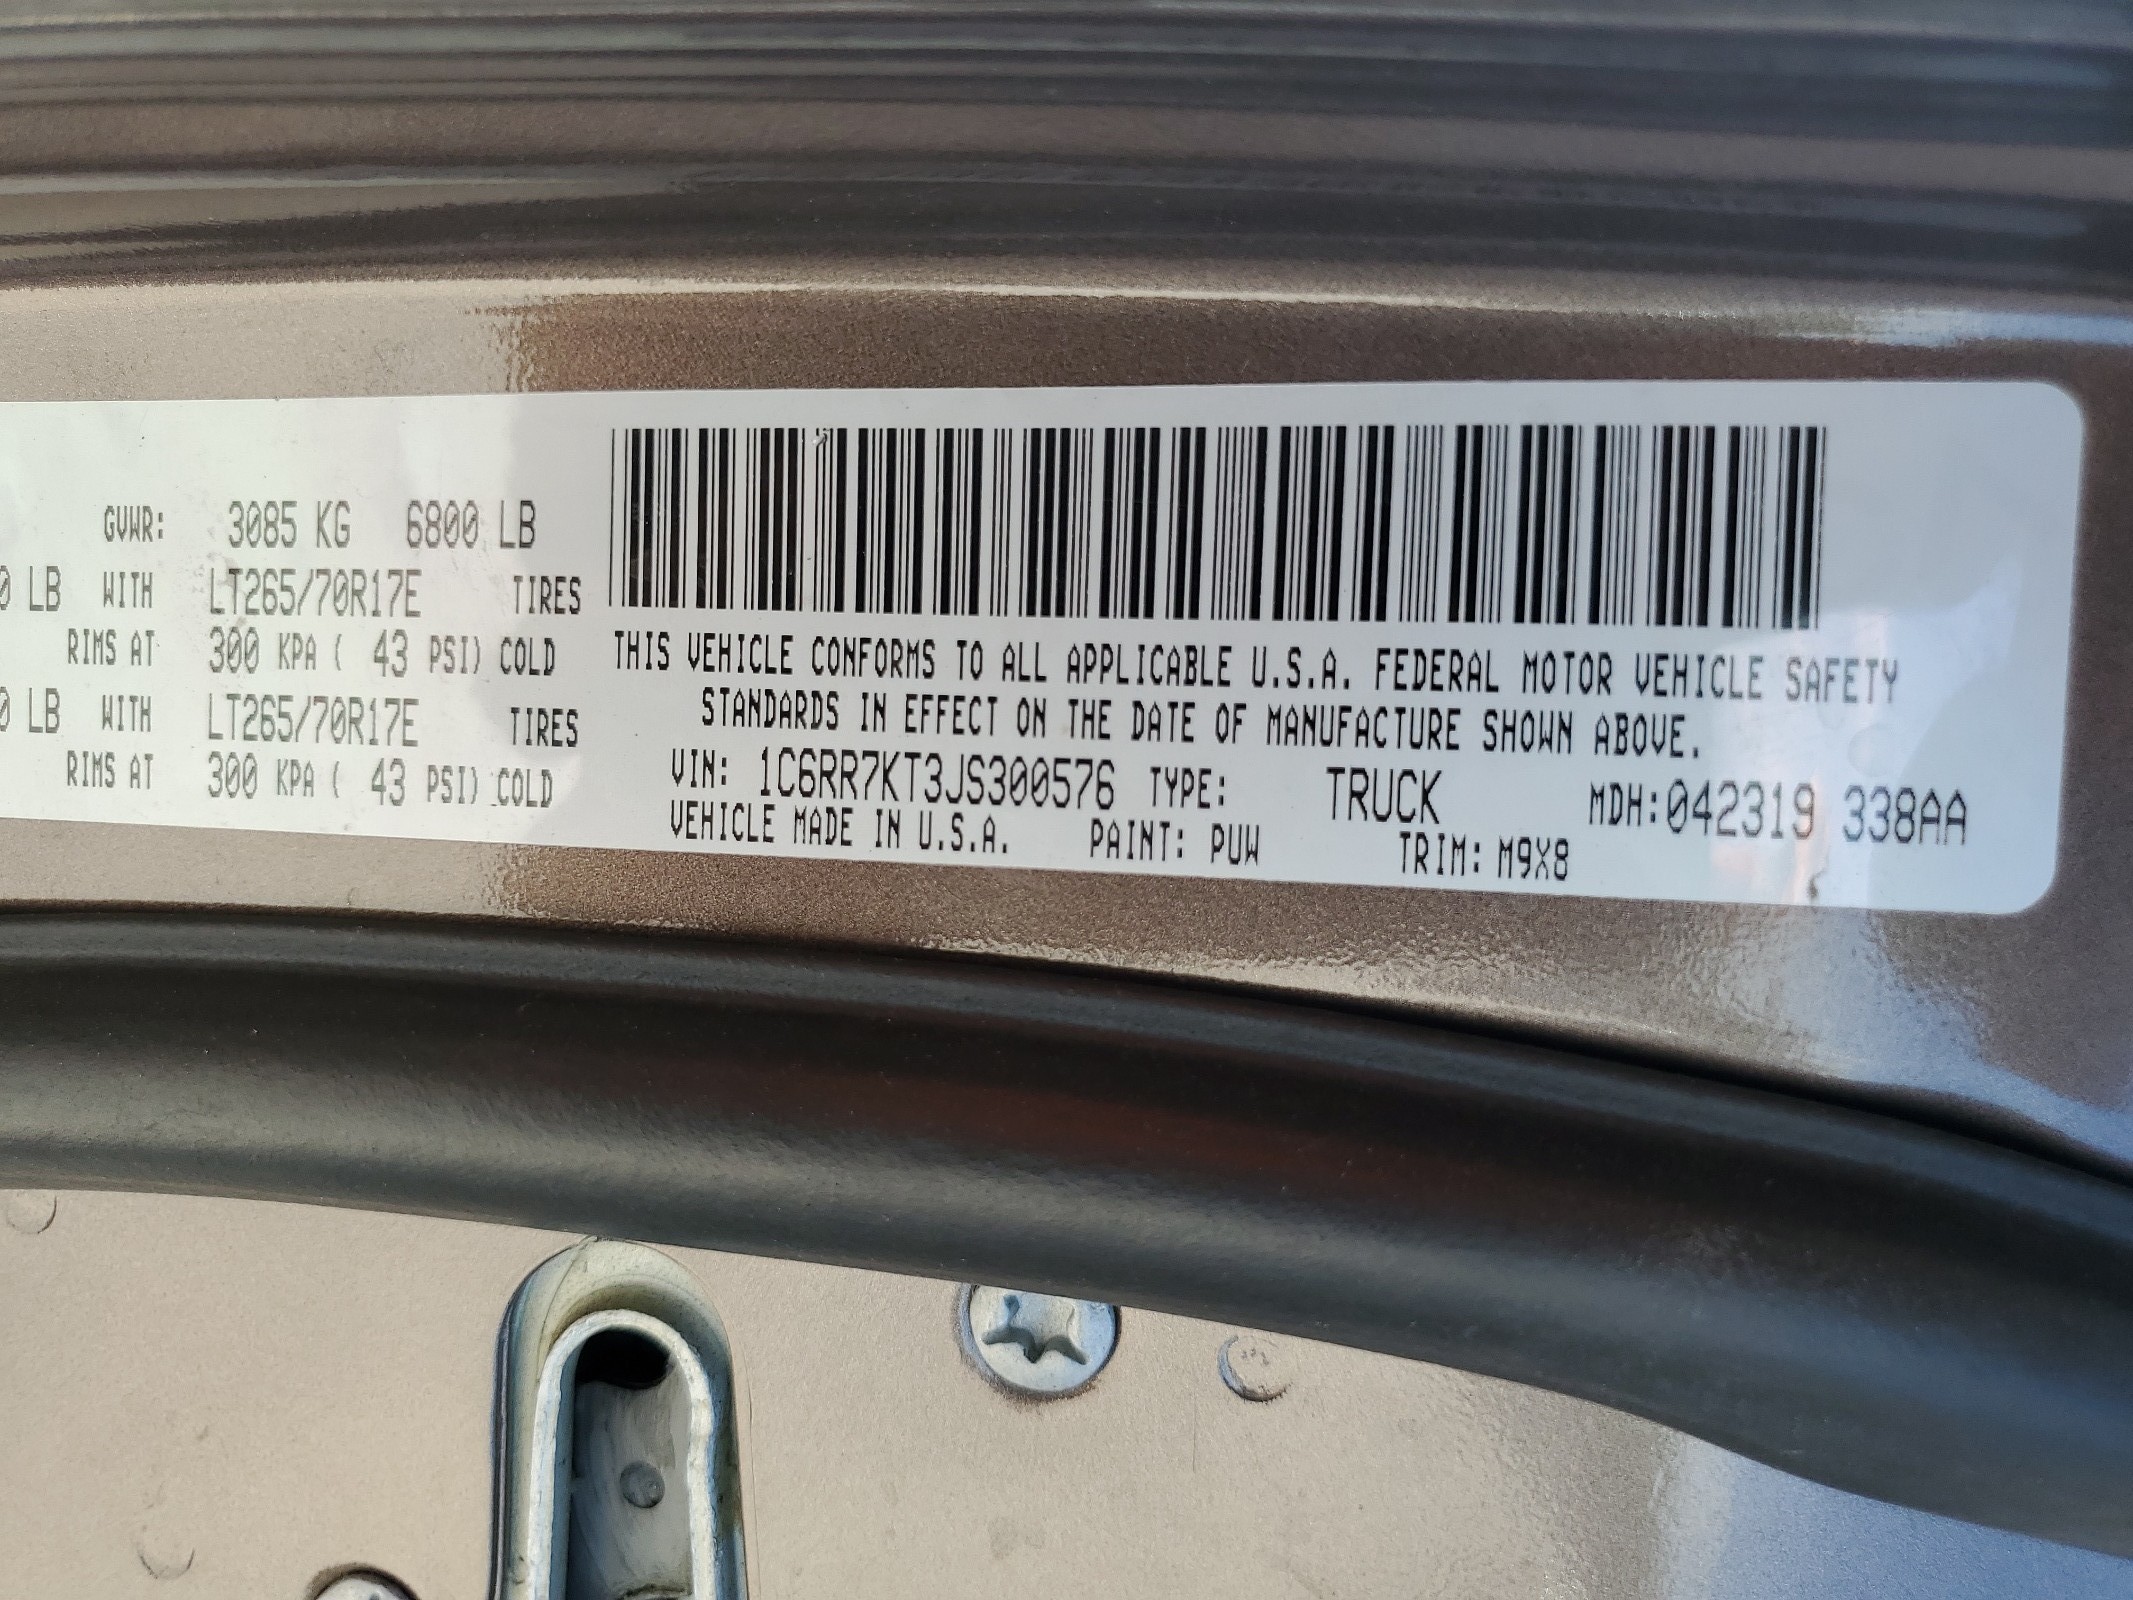 GVWR: 3085 KG 6800 LB
0 LB WITH LT265/70R17E TIRES
RIMS AT 300 KPA ( 43 PSI) COLD
0 LB WITH LT265/70R17E TIRES
RIMS AT 300 KPA ( 43 PSI) COLD
THIS VEHICLE CONFORMS TO ALL APPLICABLE U.S.A. FEDERAL MOTOR VEHICLE SAFETY
STANDARDS IN EFFECT ON THE DATE OF MANUFACTURE SHOWN ABOVE.
VIN: 1C6RR7KT3JS300576 TYPE: TRUCK MDH:042319 338AA
VEHICLE MADE IN U.S.A. PAINT: PUW TRIM: M9X8